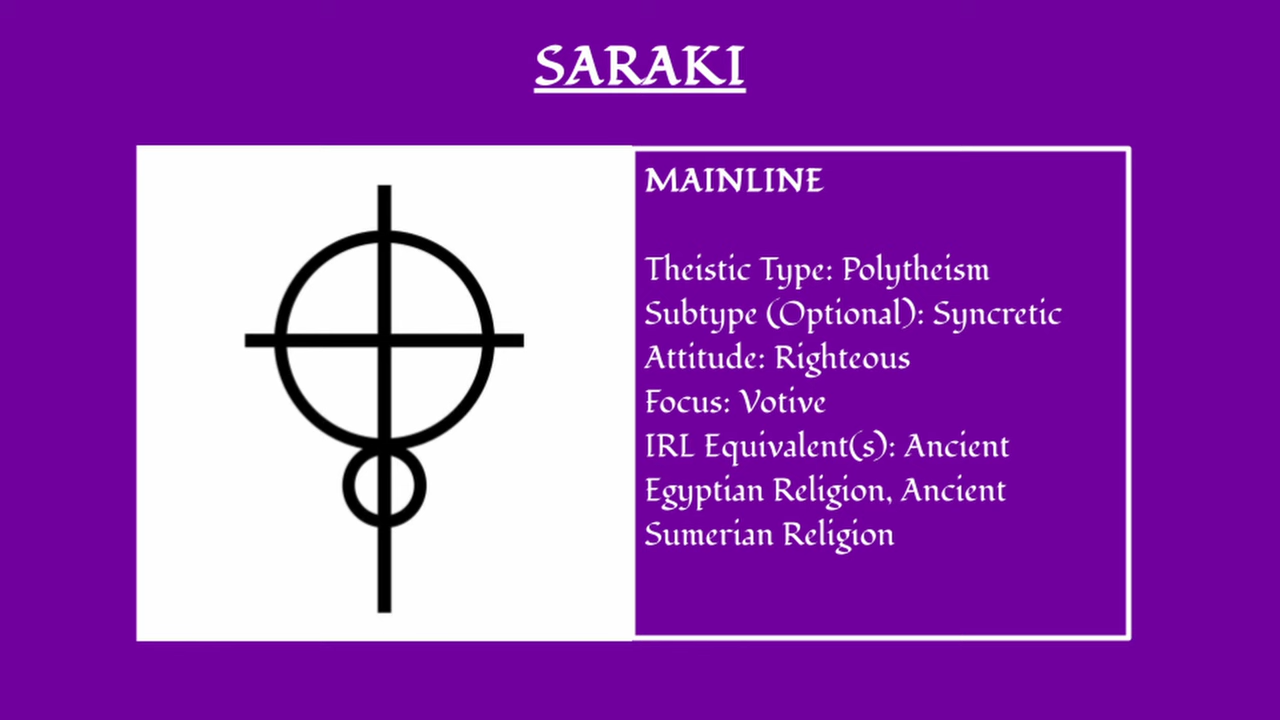 SARAKI
MAINLINE
Theistic Type: Polytheism
Subtype (Optional): Syncretic
Attitude: Righteous
Focus: Votive
IRL Equivalent(s): Ancient
Egyptian Religion, Ancient
Sumerian Religion